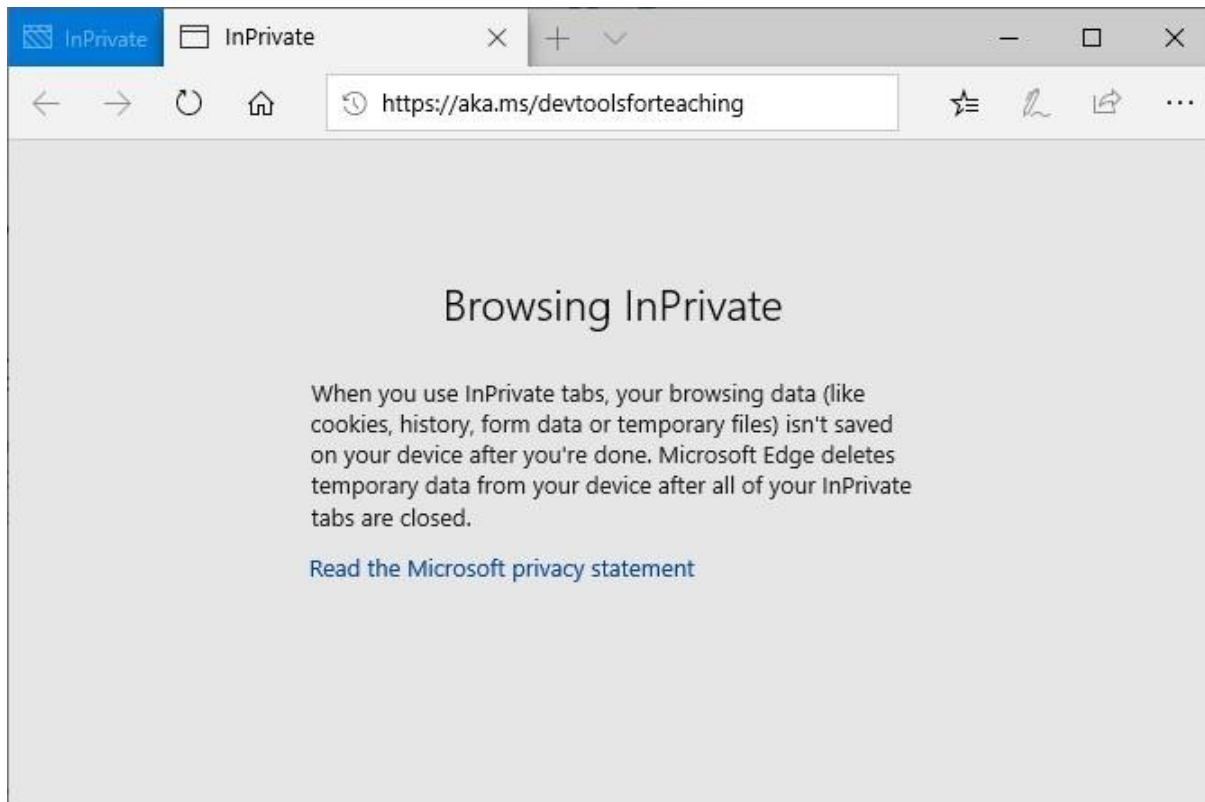 InPrivate
InPrivate
https://aka.ms/devtoolsforteaching
Browsing InPrivate
When you use InPrivate tabs, your browsing data (like
cookies, history, form data or temporary files) isn't saved
on your device after you're done. Microsoft Edge deletes
temporary data from your device after all of your InPrivate
tabs are closed.
Read the Microsoft privacy statement